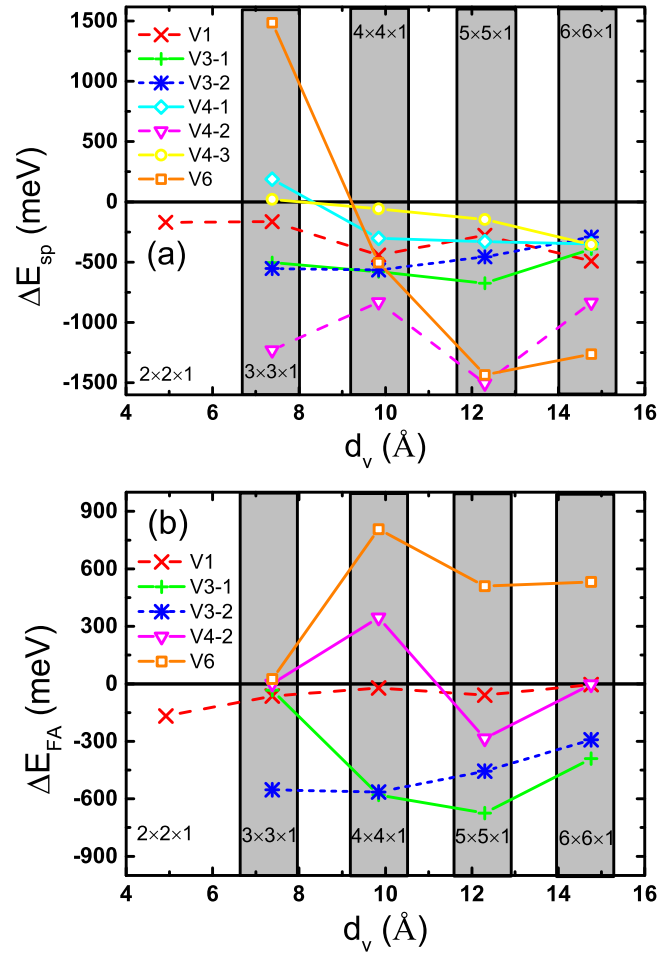 4×4×1 5×5×1 6×6×1
1500
1000
500
0
-500
-1000
-1500
ΔE_sp (meV)
V1
V3-1
V3-2
V4-1
V4-2
V4-3
V6
(a)
2×2×1 3×3×1
4 6 8 10 12 14 16
d_v (Å)
900
600
300
0
-300
-600
-900
ΔE_FA (meV)
(b)
V1
V3-1
V3-2
V4-2
V6
2×2×1 3×3×1 4×4×1 5×5×1 6×6×1
4 6 8 10 12 14 16
d_v (Å)